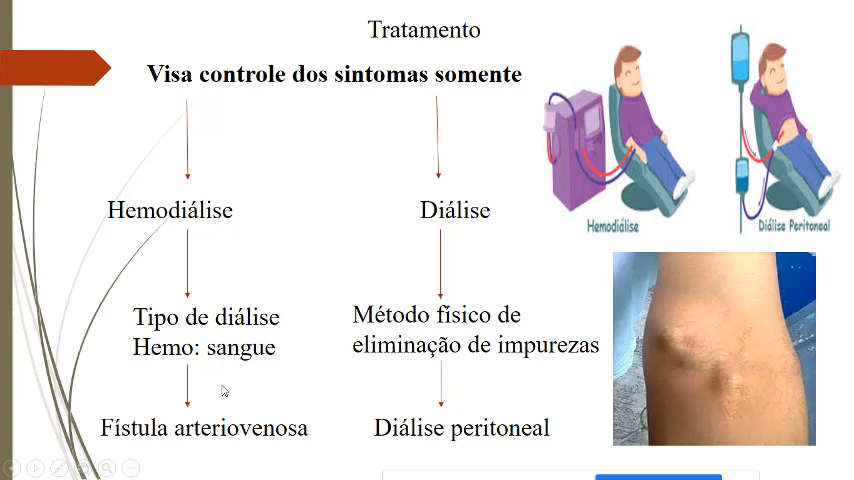 Tratamento
Visa controle dos sintomas somente
Hemodiálise
Diálise
Hemodiálise
Diálise Peritoneal
Tipo de diálise
Hemo: sangue
Método físico de
eliminação de impurezas
Fístula arteriovenosa
Diálise peritoneal